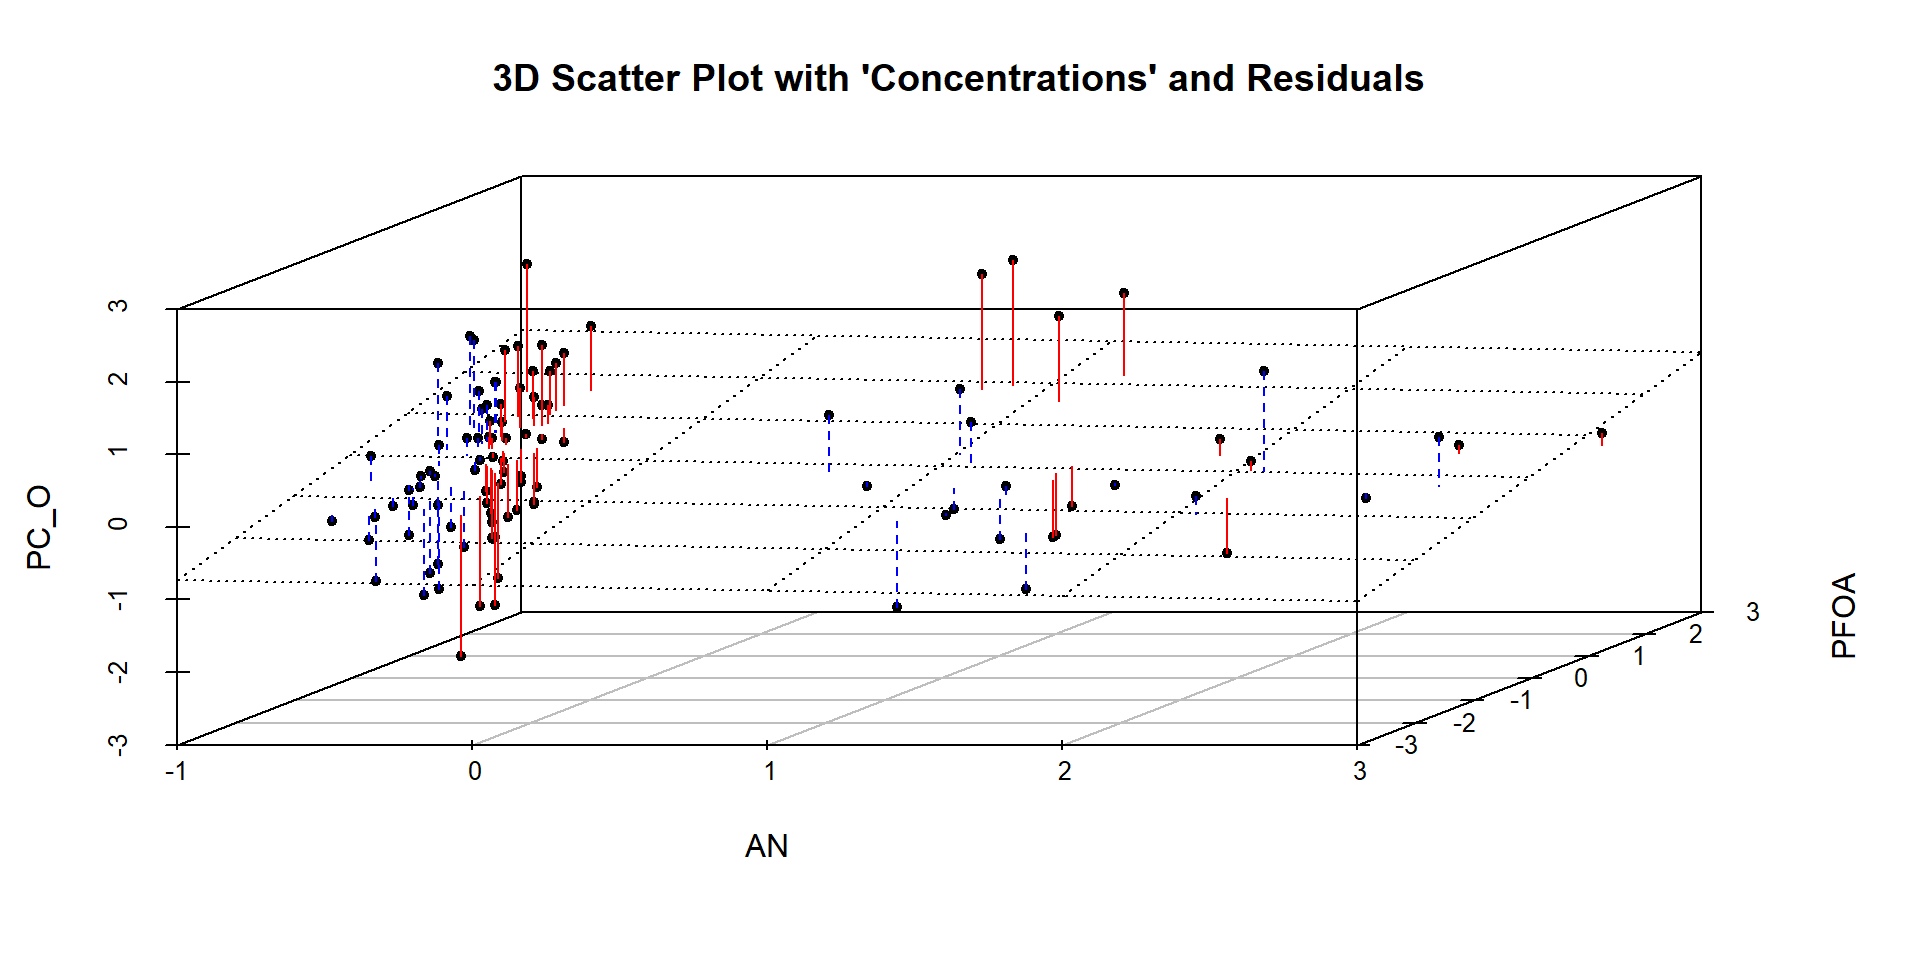 3D Scatter Plot with 'Concentrations' and Residuals
PC_O
3
2
1
0
-1
-2
-3
-1 0 1 2 3
AN
-3
-2
-1
0
1
2
3
PFOA